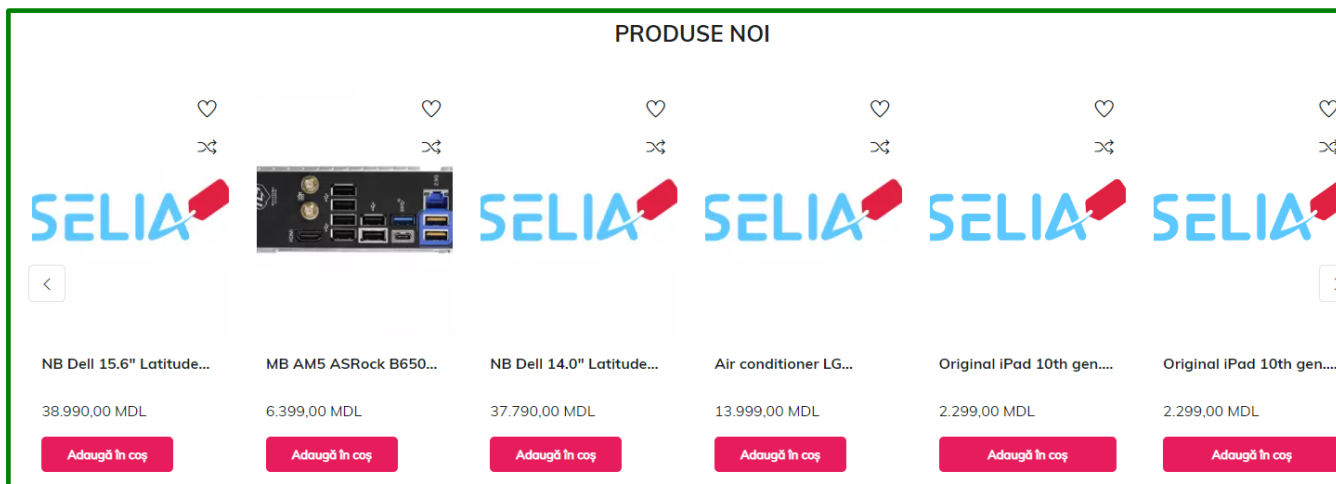 PRODUSE NOI
SELIA
SELIA
SELIA
SELIA
SELIA
HDMI
2.5G
NB Dell 15.6" Latitude...
MB AM5 ASRock B650...
NB Dell 14.0" Latitude...
Air conditioner LG...
Original iPad 10th gen....
Original iPad 10th gen....
38.990,00 MDL
6.399,00 MDL
37.790,00 MDL
13.999,00 MDL
2.299,00 MDL
2.299,00 MDL
Adaugă în coș
Adaugă în coș
Adaugă în coș
Adaugă în coș
Adaugă în coș
Adaugă în coș